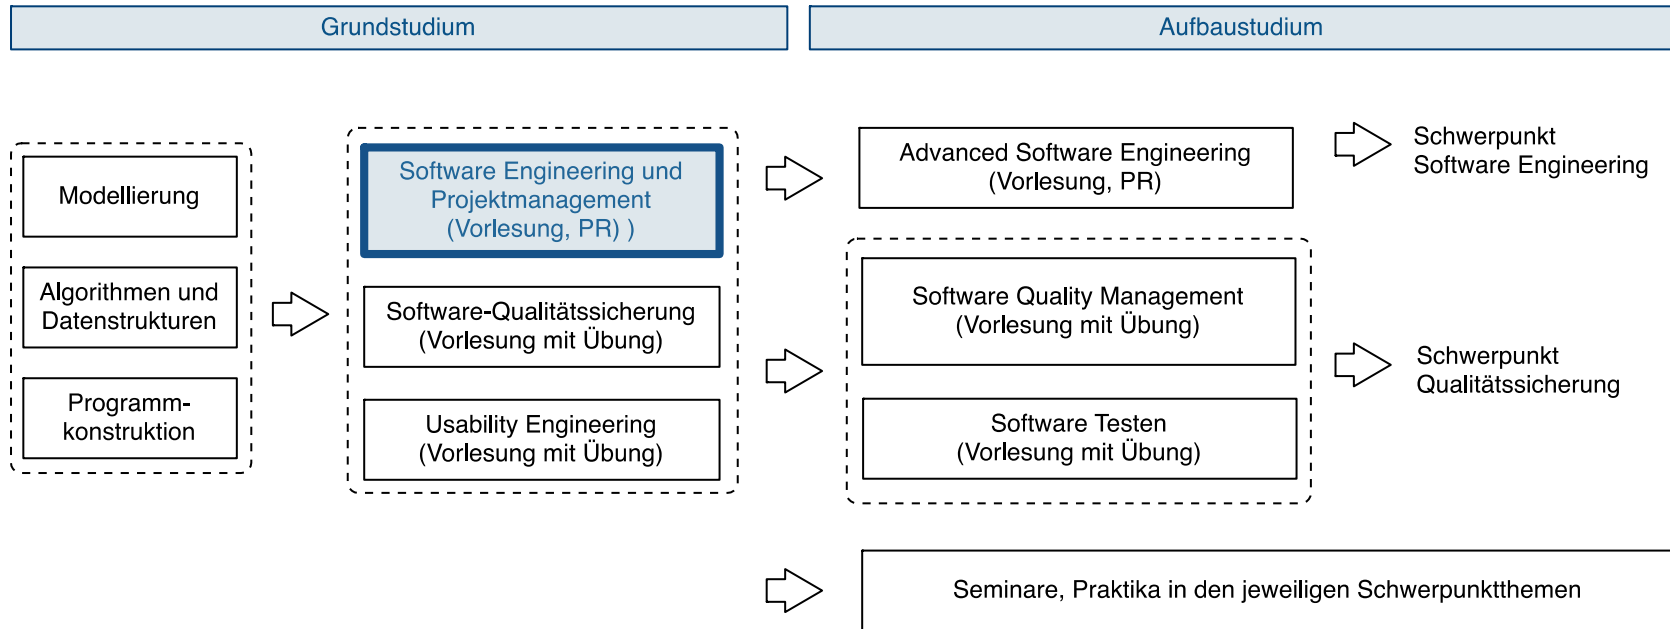 Grundstudium
Aufbaustudium
Modellierung
Algorithmen und
Datenstrukturen
Programm-
konstruktion
Software Engineering und
Projektmanagement
(Vorlesung, PR) )
Software-Qualitätssicherung
(Vorlesung mit Übung)
Usability Engineering
(Vorlesung mit Übung)
Advanced Software Engineering
(Vorlesung, PR)
Schwerpunkt
Software Engineering
Software Quality Management
(Vorlesung mit Übung)
Software Testen
(Vorlesung mit Übung)
Schwerpunkt
Qualitätssicherung
Seminare, Praktika in den jeweiligen Schwerpunktthemen